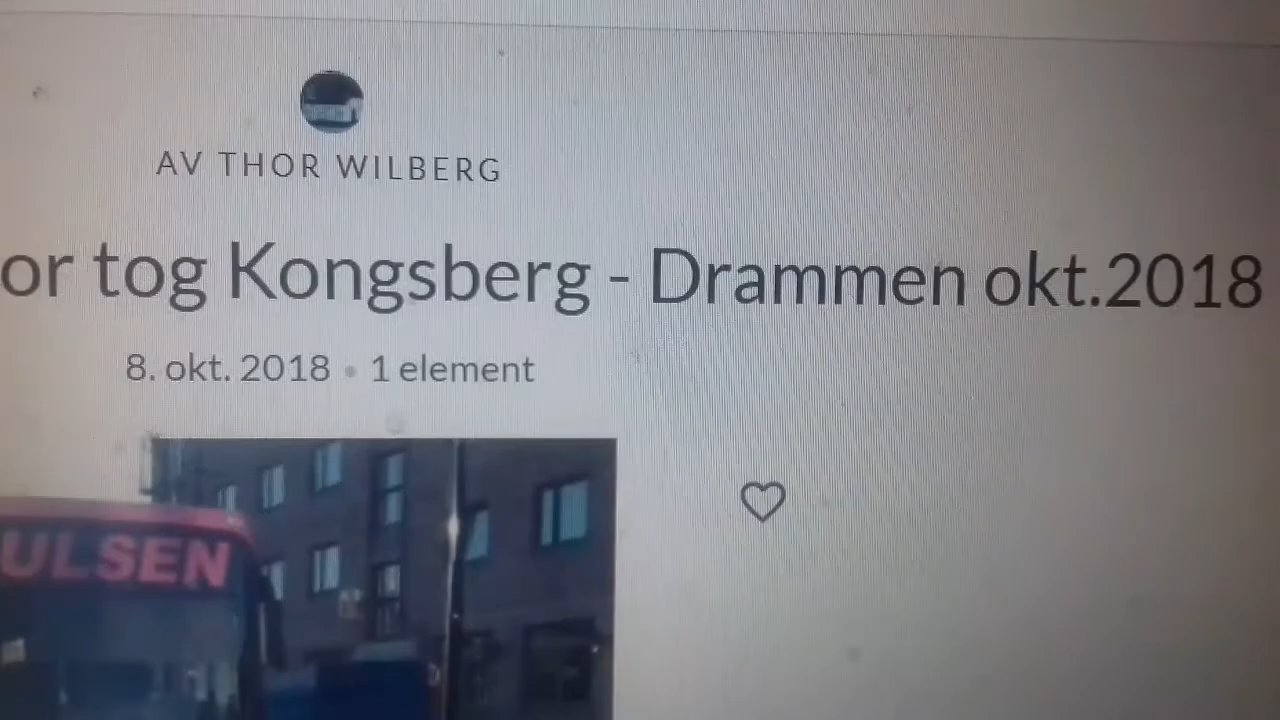 AV THOR WILBERG
or tog Kongsberg - Drammen okt.2018
8. okt. 2018 • 1 element
ULSEN